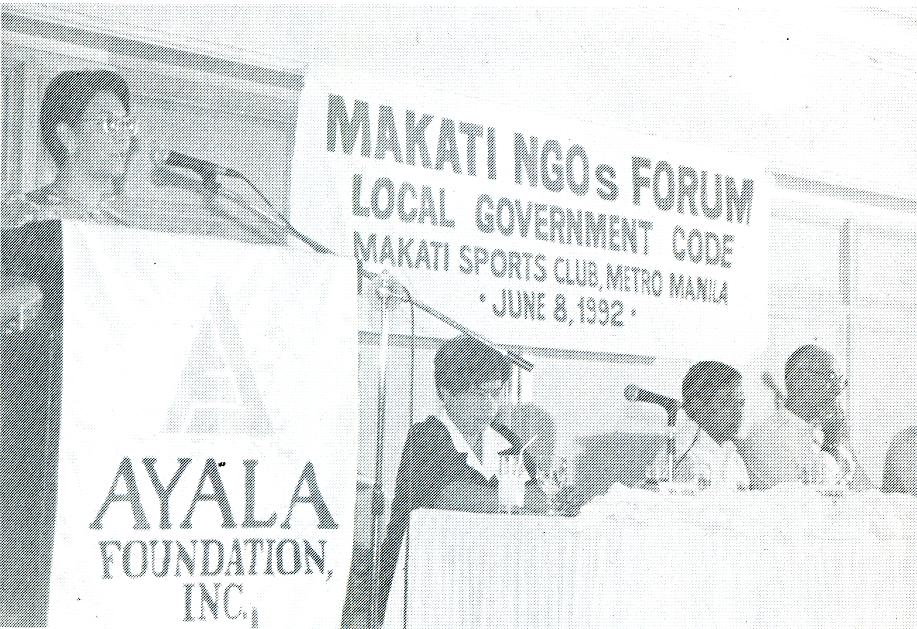 MAKATI NGOs FORUM
LOCAL GOVERNMENT CODE
MAKATI SPORTS CLUB, METRO MANILA
· JUNE 8, 1992 ·
A
AYALA
FOUNDATION,
INC.